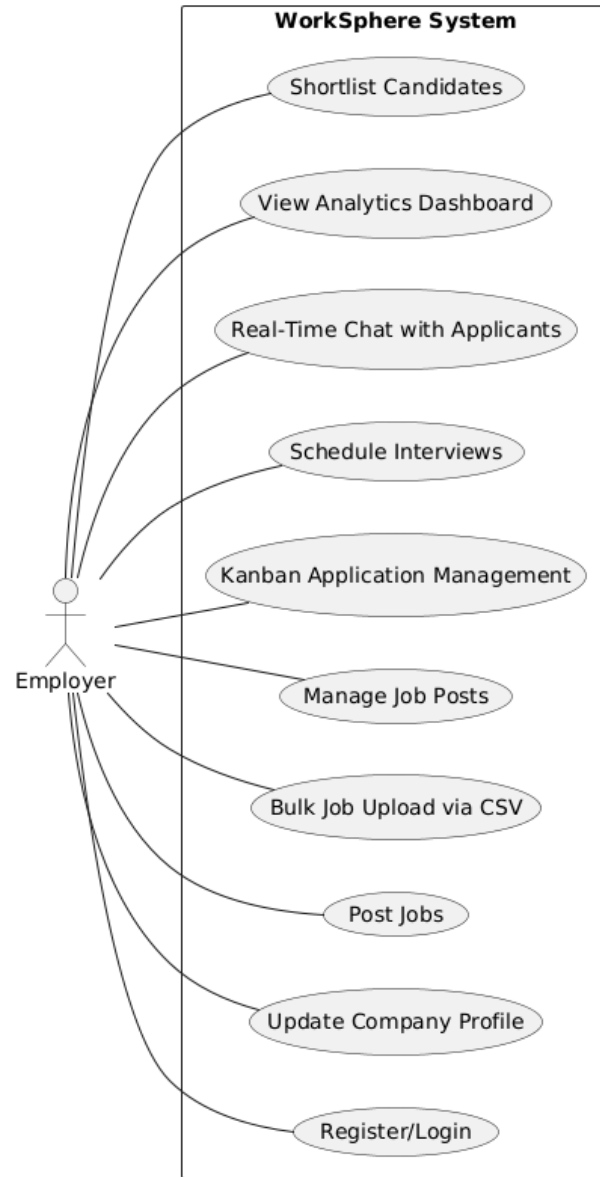 WorkSphere System
Shortlist Candidates
View Analytics Dashboard
Real-Time Chat with Applicants
Schedule Interviews
Kanban Application Management
Employer
Manage Job Posts
Bulk Job Upload via CSV
Post Jobs
Update Company Profile
Register/Login